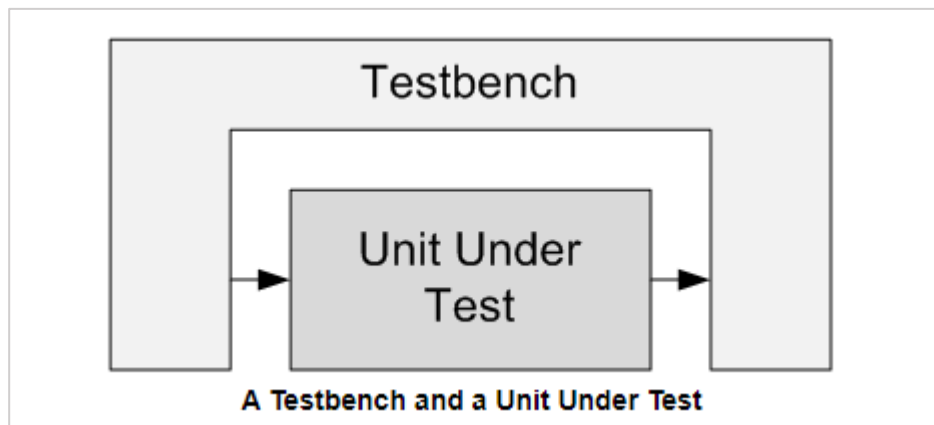 Testbench
Unit Under
Test
A Testbench and a Unit Under Test